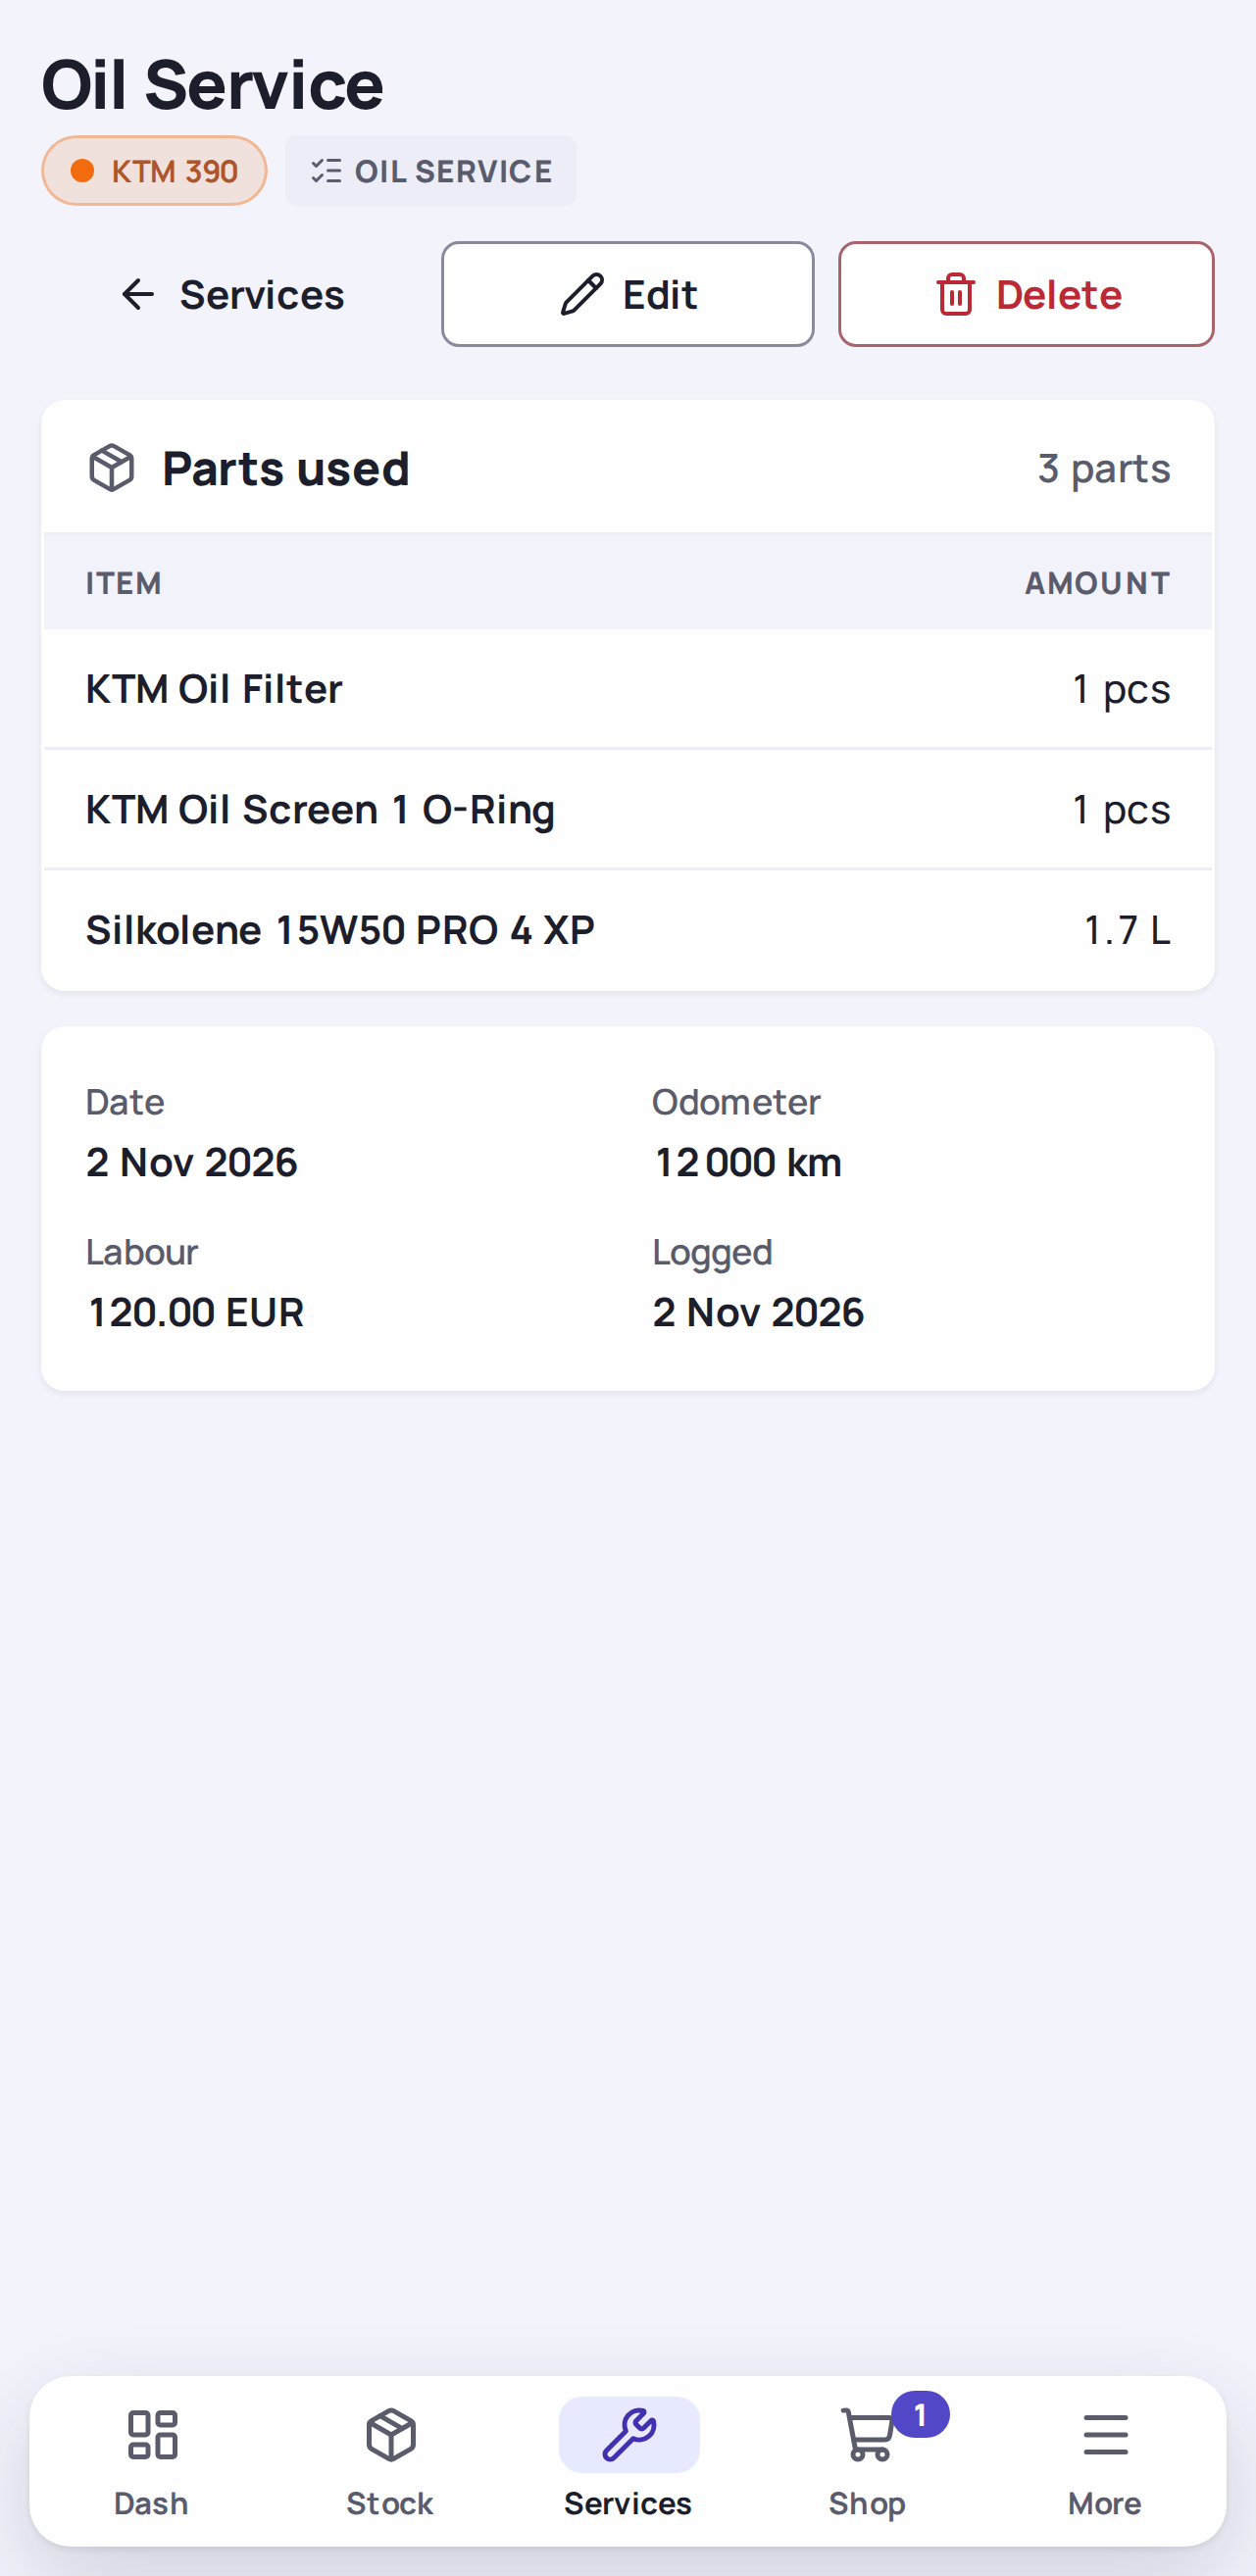 Oil Service
KTM 390 OIL SERVICE
Services Edit Delete
Parts used 3 parts
ITEM AMOUNT
KTM Oil Filter 1 pcs
KTM Oil Screen 1 O-Ring 1 pcs
Silkolene 15W50 PRO 4 XP 1.7 L
Date Odometer
2 Nov 2026 12 000 km
Labour Logged
120.00 EUR 2 Nov 2026
1
Dash Stock Services Shop More